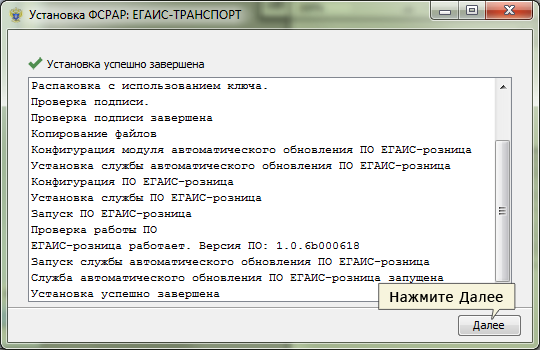 Установка ФСРАР: ЕГАИС-ТРАНСПОРТ
Установка успешно завершена
Распаковка с использованием ключа.
Проверка подписи.
Проверка подписи завершена
Копирование файлов
Конфигурация модуля автоматического обновления ПО ЕГАИС-розница
Установка службы автоматического обновления ПО ЕГАИС-розница
Конфигурация ПО ЕГАИС-розница
Установка службы ПО ЕГАИС-розница
Запуск ПО ЕГАИС-розница
Проверка работы ПО
ЕГАИС-розница работает. Версия ПО: 1.0.6b000618
Запуск службы автоматического обновления ПО ЕГАИС-розница
Служба автоматического обновления ПО ЕГАИС-розница запущена
Установка успешно завершена
Нажмите Далее
Далее